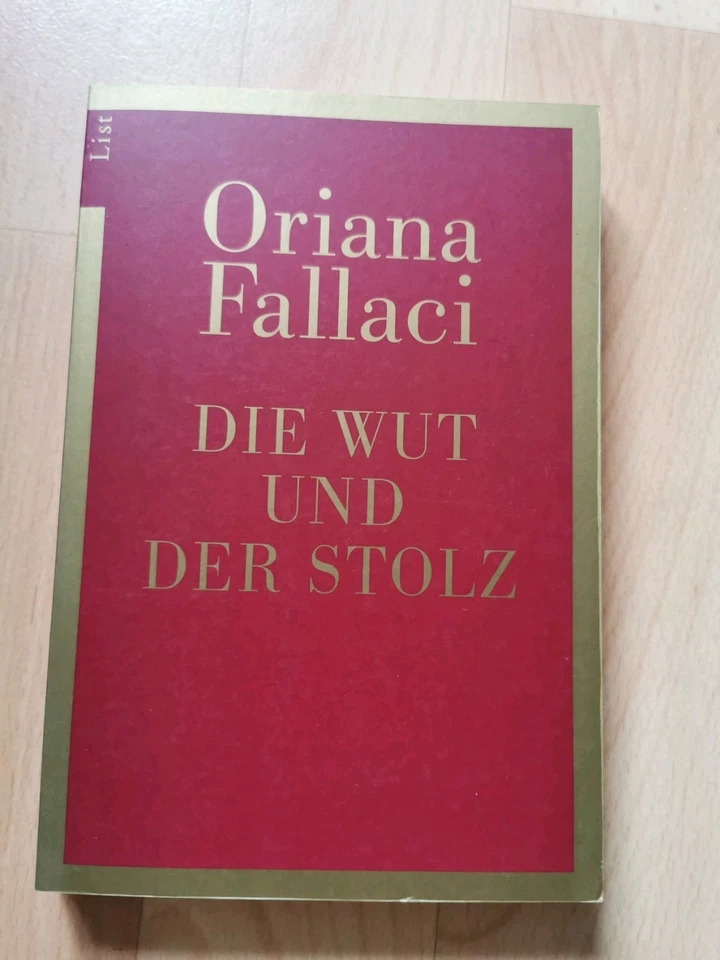 List
Oriana
Fallaci
DIE WUT
UND
DER STOLZ